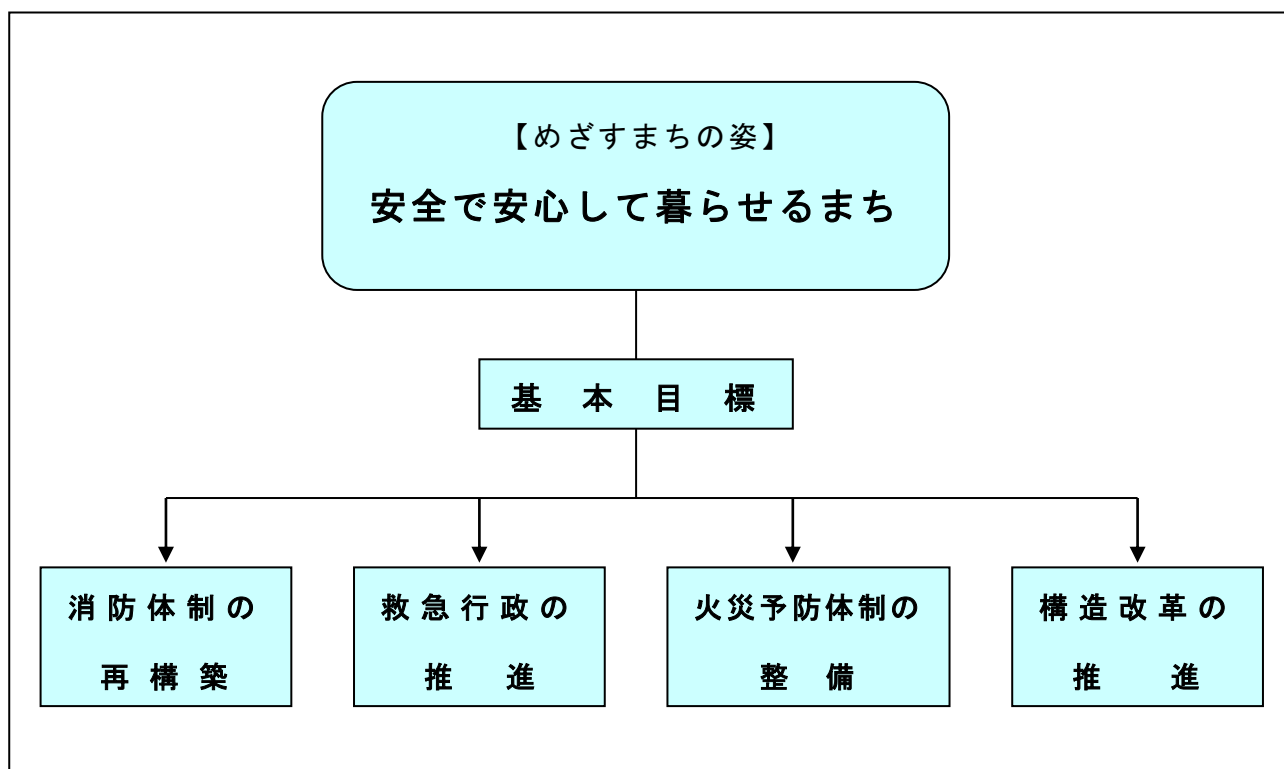 【めざすまちの姿】
安全で安心して暮らせるまち
基本目標
消防体制の
再構築
救急行政の
推進
火災予防体制の
整備
構造改革の
推進